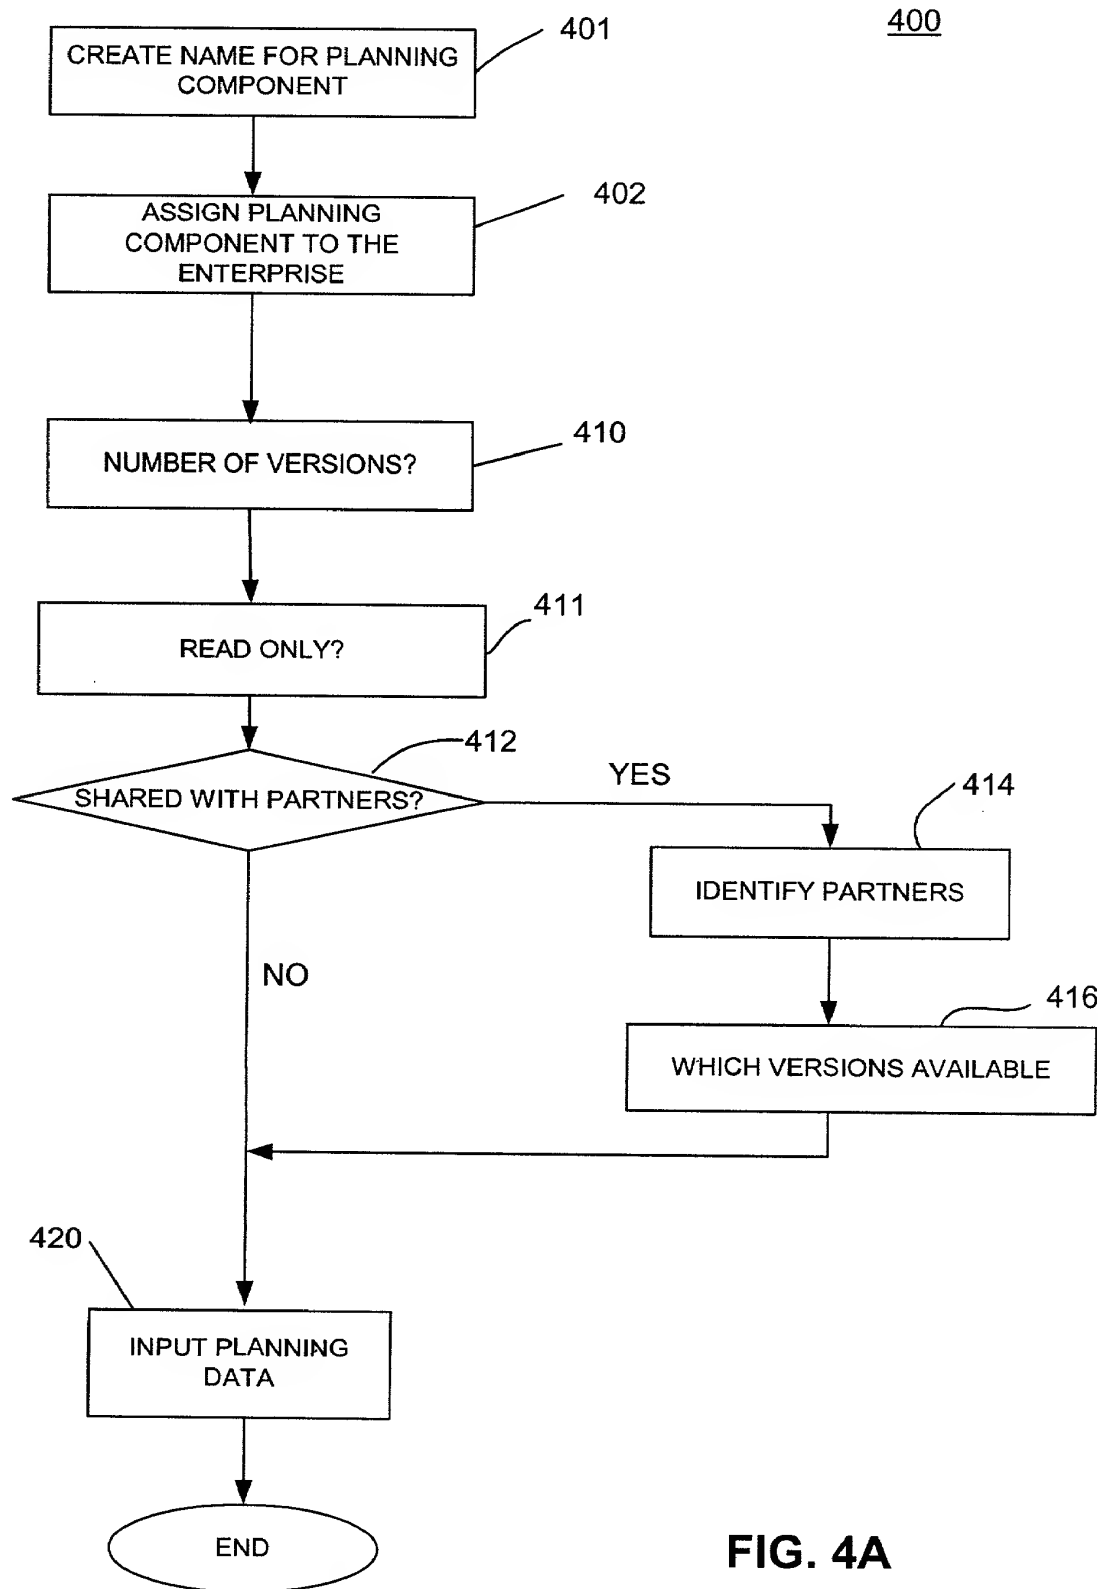 400
401
CREATE NAME FOR PLANNING
COMPONENT
402
ASSIGN PLANNING
COMPONENT TO THE
ENTERPRISE
410
NUMBER OF VERSIONS?
411
READ ONLY?
412
SHARED WITH PARTNERS?
YES
414
IDENTIFY PARTNERS
NO
416
WHICH VERSIONS AVAILABLE
420
INPUT PLANNING
DATA
END
FIG. 4A